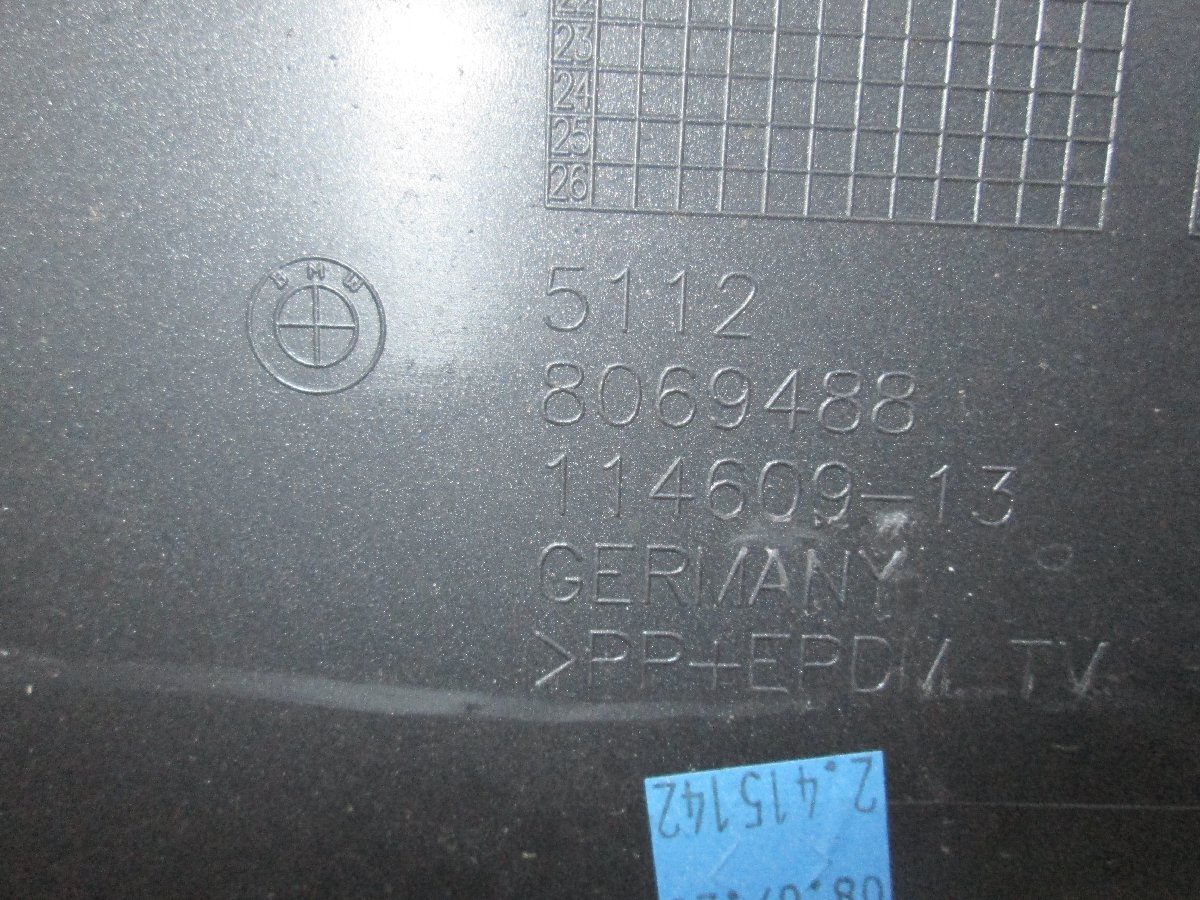 23
24
25
26
BMW
5112
8069488
114609-13
GERMANY
>PP+EPDM TV
2.415142